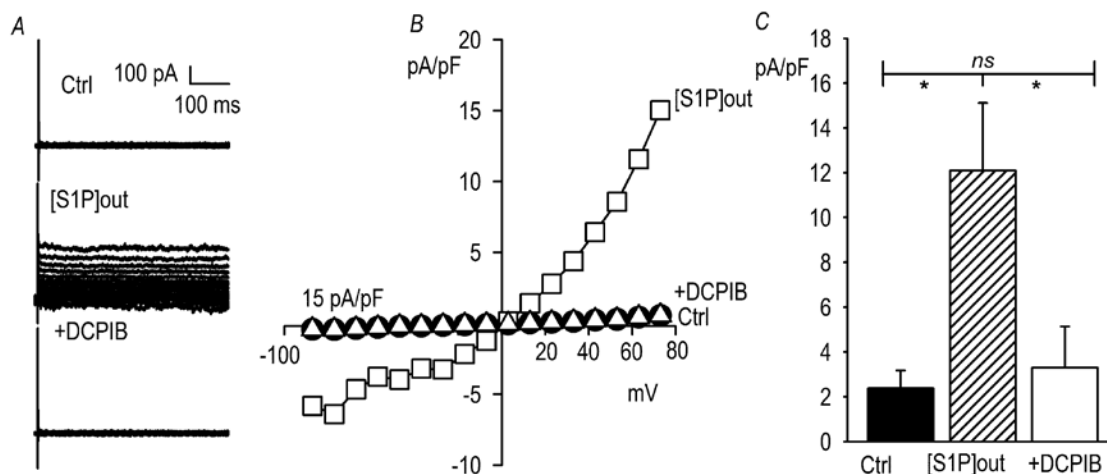 A
Ctrl
100 pA
100 ms
[S1P]out
+DCPIB
B
pA/pF
20
15
10
5
[S1P]out
15 pA/pF
+DCPIB
Ctrl
-100
20 40 60 80
mV
-5
-10
C
pA/pF
18
16
14
12
10
8
6
4
2
0
ns
* *
Ctrl [S1P]out +DCPIB